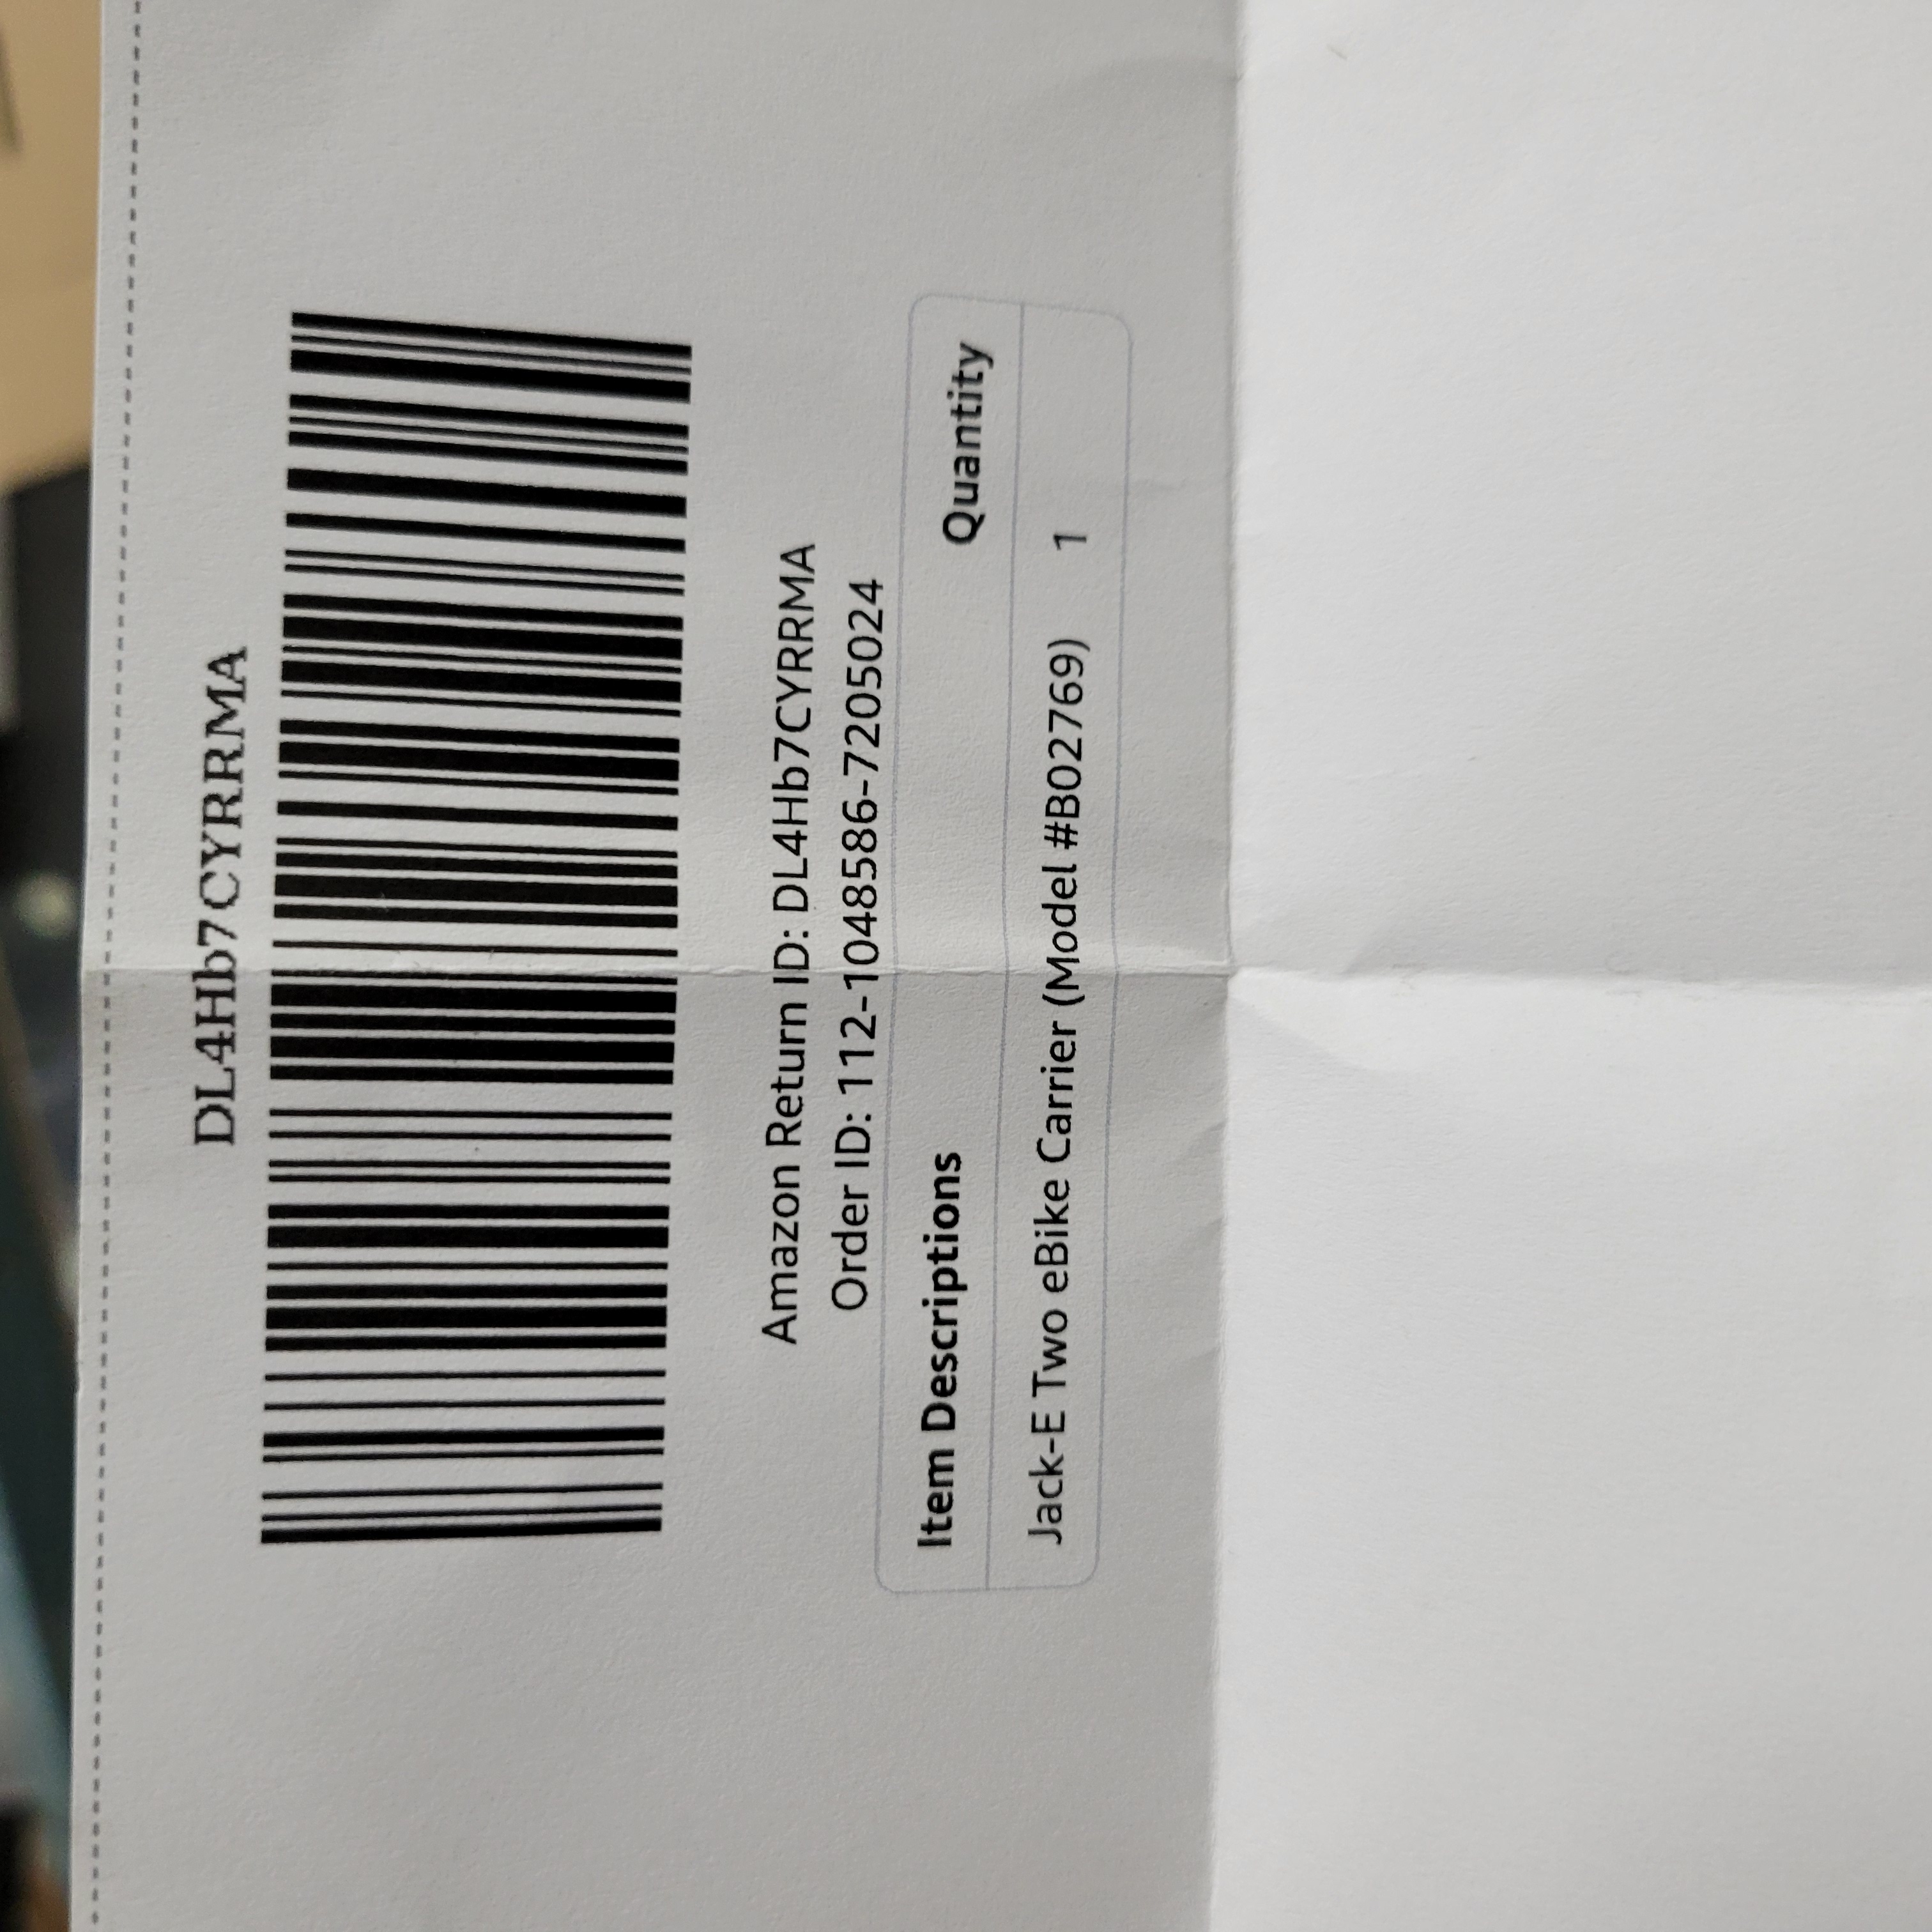 DL4Hb7CYRRMA
Amazon Return ID: DL4Hb7CYRRMA
Order ID: 112-1048586-7205024
Item Descriptions Quantity
Jack-E Two eBike Carrier (Model #B02769) 1